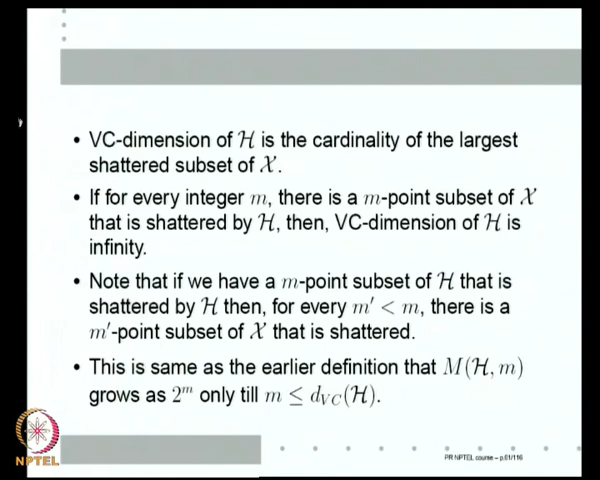 • VC-dimension of ℋ is the cardinality of the largest
shattered subset of 𝒳.
• If for every integer m, there is a m-point subset of 𝒳
that is shattered by ℋ, then, VC-dimension of ℋ is
infinity.
• Note that if we have a m-point subset of ℋ that is
shattered by ℋ then, for every m′ < m, there is a
m′-point subset of 𝒳 that is shattered.
• This is same as the earlier definition that M(ℋ, m)
grows as 2^m only till m ≤ d_{VC}(ℋ).
NPTEL
PR NPTEL course – p.61/116